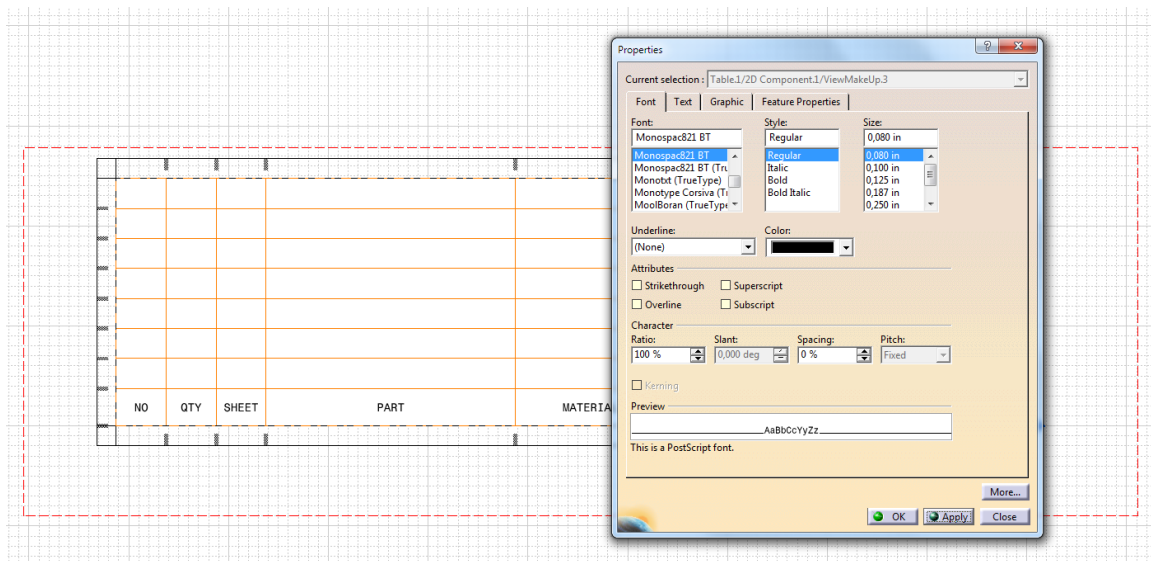 Properties
Current selection : Table.1/2D Component.1/ViewMakeUp.3
Font Text Graphic Feature Properties
Font: Style: Size:
Monospac821 BT Regular 0,080 in
Monospac821 BT Regular 0,080 in
Monospac821 BT (Tru Italic 0,100 in
Monotxt (TrueType) Bold 0,125 in
Monotype Corsiva (Ti Bold Italic 0,187 in
MoolBoran (TrueType 0,250 in
Underline: Color:
(None)
Attributes
Strikethrough Superscript
Overline Subscript
Character
Ratio: Slant: Spacing: Pitch:
100 % 0,000 deg 0 % Fixed
Kerning
Preview
AaBbCcYyZz
This is a PostScript font.
More...
OK Apply Close
NO QTY SHEET PART MATERIA